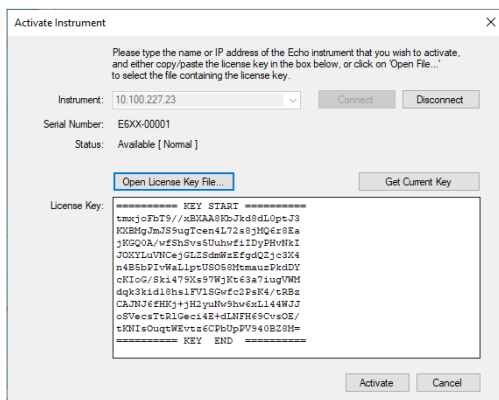 Activate Instrument
Please type the name or IP address of the Echo instrument that you wish to activate,
and either copy/paste the license key in the box below, or click on 'Open File...'
to select the file containing the license key.
Instrument: 10.100.227.23 Connect Disconnect
Serial Number: E6XX-00001
Status: Available [ Normal ]
Open License Key File... Get Current Key
License Key:
========== KEY START ==========
tmxjoFbT9//xBXAA8KbJkd8dL0ptJ3
KXBMgJmJS9ugTcen4L72s8jMQ6r8Ea
jKGQ0A/wfShSvs5UuhwfiIDyPHvNkI
JOXYLuVNCejGLZSdmWzEfgdQZjc3X4
n4B5bPIvWaLlptUSO58MtmauzPkdDY
cKIoG/Ski479Xs97WjKt63a7iugVWM
dqk3kidl8hslFVlSGwfc2PsK4/tRBz
CAJNJ6fHKj+jH2yuNw9hw6xL144WJJ
oSVecsTtRlGeci4E+dLNFH69CvsOE/
tKNIsOuqtWEvtz6CPbUpPV940BZ8M=
========== KEY  END  ==========
Activate Cancel